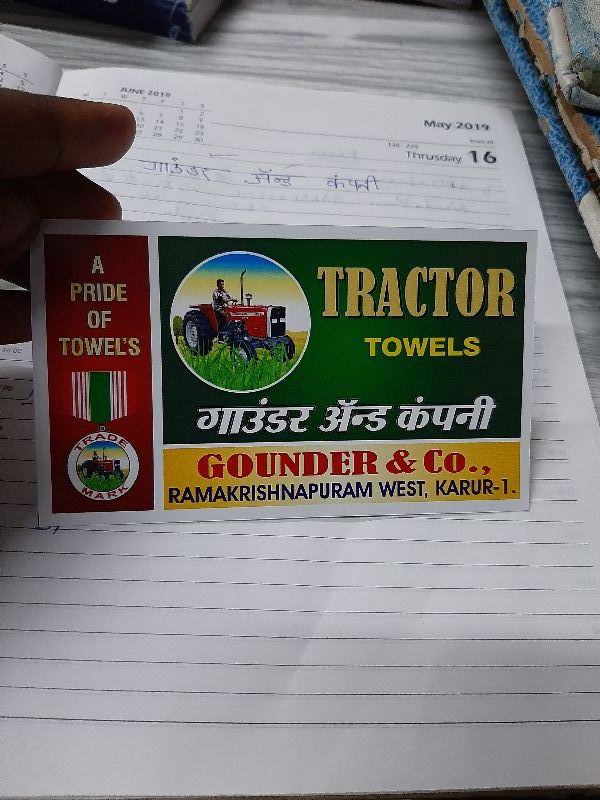 JUNE 2019
May 2019
Thrusday 16
गाउंडर ॲन्ड कंपनी
A
PRIDE
OF
TOWEL'S
TRADE
MARK
TRACTOR
TOWELS
गाउंडर ॲन्ड कंपनी
GOUNDER & Co.,
RAMAKRISHNAPURAM WEST, KARUR-1.